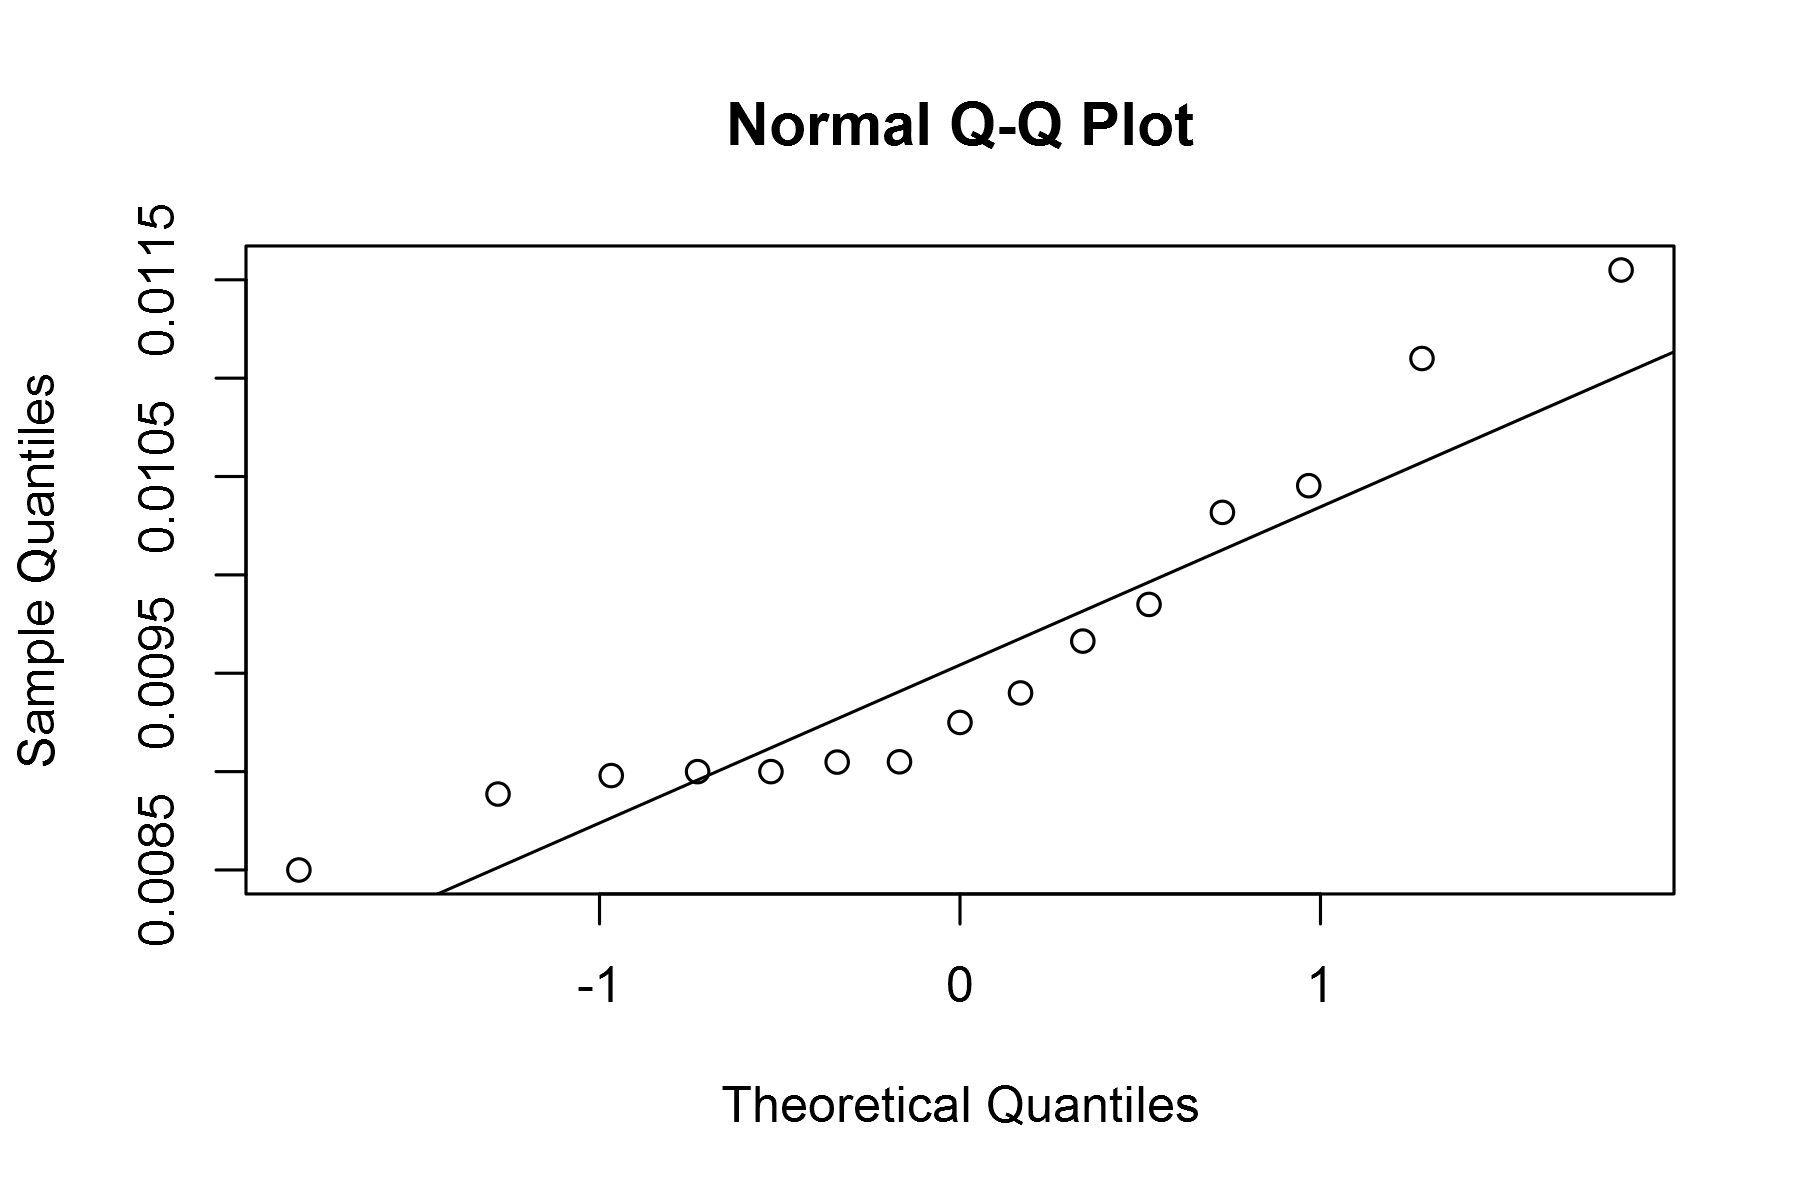 Normal Q-Q Plot
Sample Quantiles
0.0115
0.0105
0.0095
0.0085
-1 0 1
Theoretical Quantiles